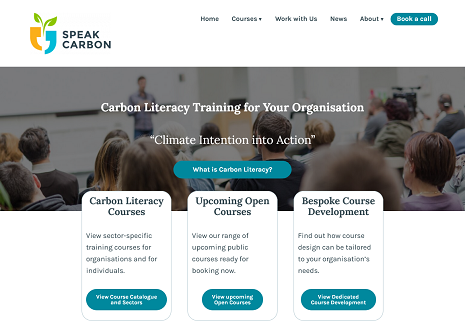 SPEAK
CARBON
Home Courses ▾ Work with Us News About ▾ Book a call
Carbon Literacy Training for Your Organisation
“Climate Intention into Action”
What is Carbon Literacy?
Carbon Literacy
Courses
View sector-specific
training courses for
organisations and for
individuals.
View Course Catalogue
and Sectors
Upcoming Open
Courses
View our range of
upcoming public
courses ready for
booking now.
View upcoming
Open Courses
Bespoke Course
Development
Find out how course
design can be tailored
to your organisation’s
needs.
View Dedicated
Course Development